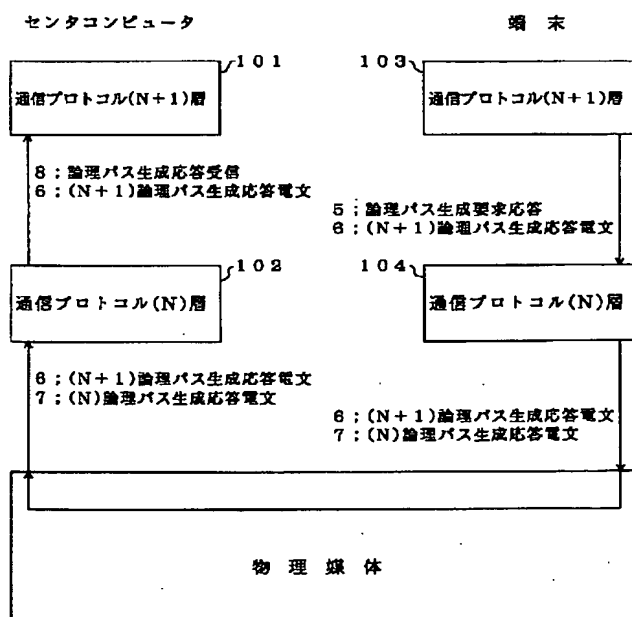 センタコンピュータ
端 末
101
103
通信プロトコル(N+1)層
通信プロトコル(N+1)層
8;論理パス生成応答受信
6;(N+1)論理パス生成応答電文
5;論理パス生成要求応答
6;(N+1)論理パス生成応答電文
102
104
通信プロトコル(N)層
通信プロトコル(N)層
6;(N+1)論理パス生成応答電文
7;(N)論理パス生成応答電文
6;(N+1)論理パス生成応答電文
7;(N)論理パス生成応答電文
物 理 媒 体